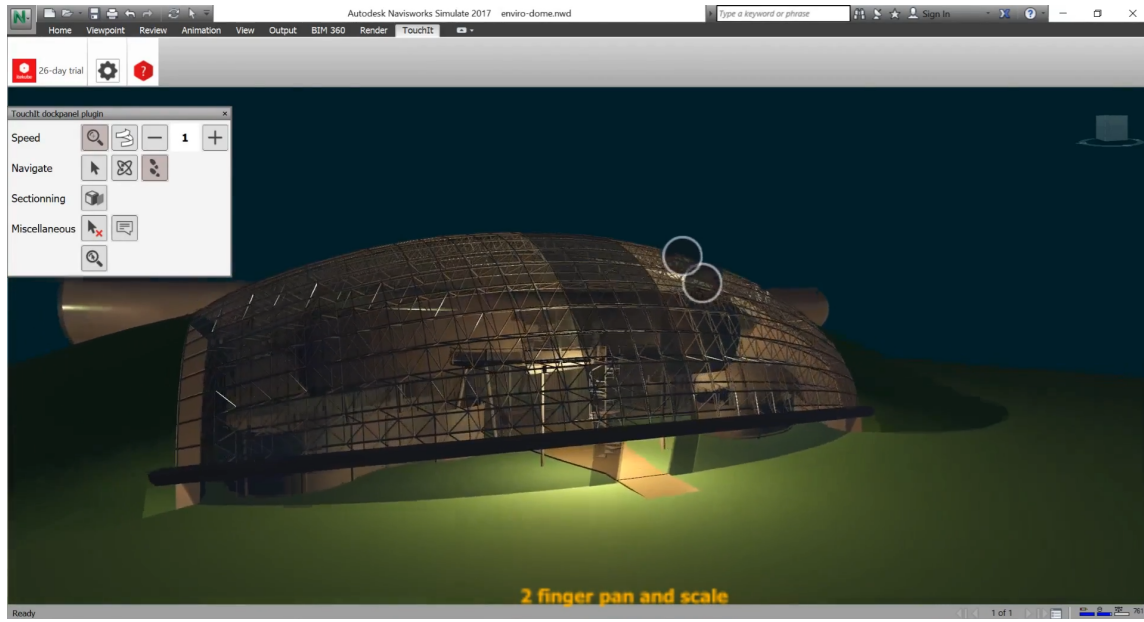 Autodesk Navisworks Simulate 2017 enviro-dome.nwd
Type a keyword or phrase
Sign In
Home Viewpoint Review Animation View Output BIM 360 Render TouchIt
26-day trial
TouchIt dockpanel plugin
Speed 1
Navigate
Sectionning
Miscellaneous
2 finger pan and scale
Ready
1 of 1